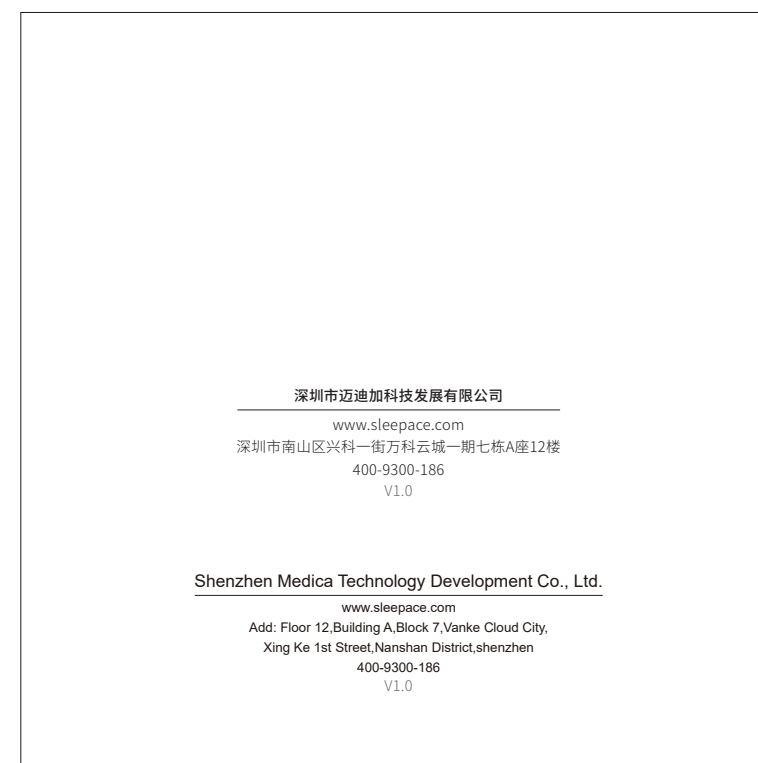 深圳市迈迪加科技发展有限公司
www.sleepace.com
深圳市南山区兴科一街万科云城一期七栋A座12楼
400-9300-186
V1.0
Shenzhen Medica Technology Development Co., Ltd.
www.sleepace.com
Add: Floor 12,Building A,Block 7,Vanke Cloud City,
Xing Ke 1st Street,Nanshan District,shenzhen
400-9300-186
V1.0